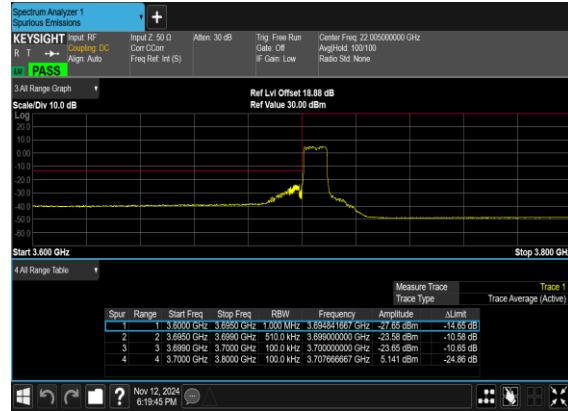 Spectrum Analyzer 1
Spurious Emissions
+
KEYSIGHT Input: RF Input Z: 50 Ω Atten: 30 dB Trig: Free Run Center Freq: 22.005000000 GHz
R T Coupling: DC Corr CCorr Gate: Off Avg|Hold: 100/100
Align: Auto Freq Ref: Int (S) IF Gain: Low Radio Std: None
PASS
3 All Range Graph
Ref Lvl Offset 18.88 dB
Scale/Div 10.0 dB Ref Value 30.00 dBm
Log
20.0
10.0
0.00
-10.0
-20.0
-30.0
-40.0
-50.0
-60.0
Start 3.600 GHz Stop 3.800 GHz
4 All Range Table
Measure Trace Trace 1
Trace Type Trace Average (Active)
Spur Range Start Freq Stop Freq RBW Frequency Amplitude ΔLimit
1 1 3.6000 GHz 3.6950 GHz 1.000 MHz 3.694841667 GHz -27.65 dBm -14.65 dB
2 2 3.6950 GHz 3.6990 GHz 510.0 kHz 3.699000000 GHz -23.58 dBm -10.58 dB
3 3 3.6990 GHz 3.7000 GHz 100.0 kHz 3.700000000 GHz -23.65 dBm -10.65 dB
4 4 3.7000 GHz 3.8000 GHz 100.0 kHz 3.707666667 GHz 5.141 dBm -24.86 dB
? Nov 12, 2024
6:19:45 PM